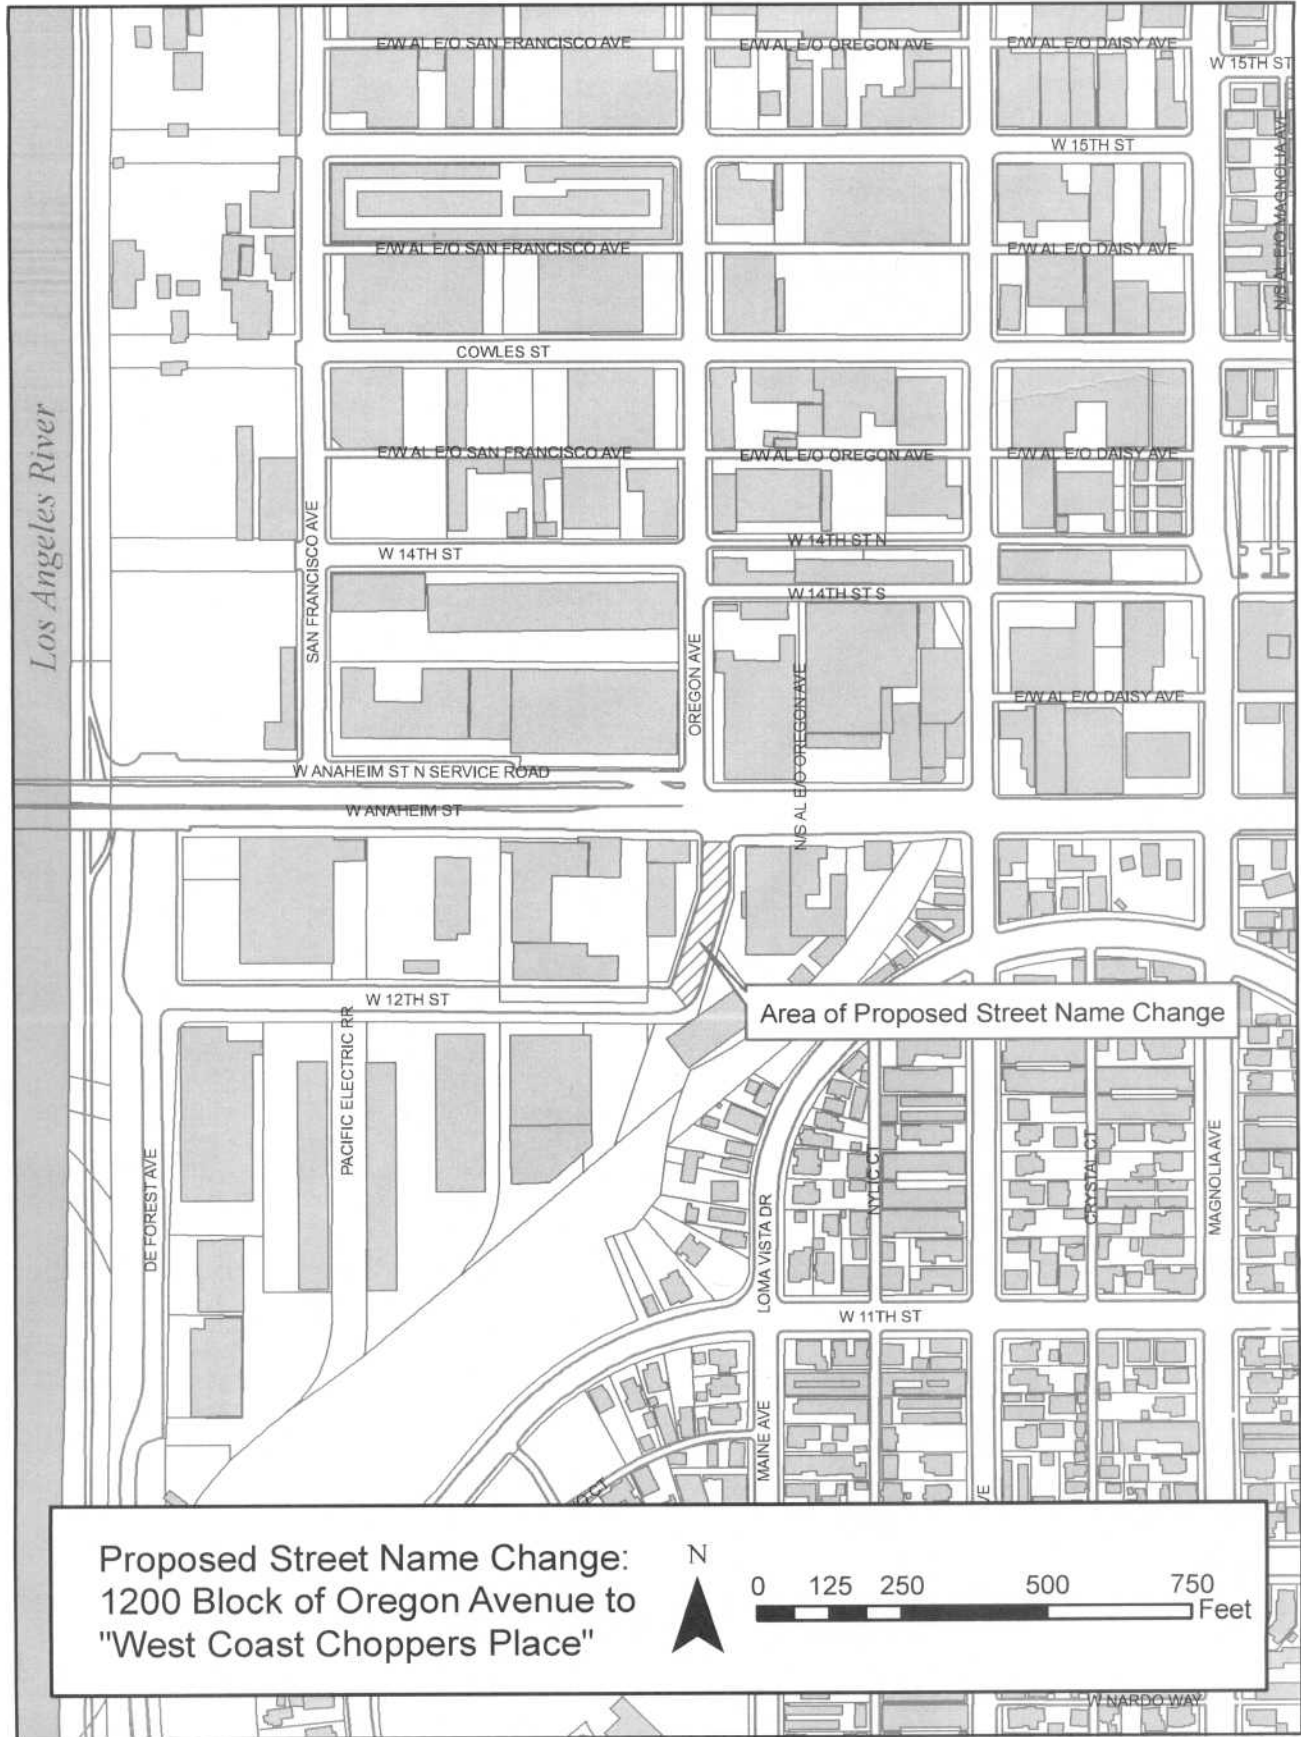 E/W AL E/O SAN FRANCISCO AVE
E/W AL E/O OREGON AVE
E/W AL E/O DAISY AVE
W 15TH ST
W 15TH ST
N/S AL E/O MAGNOLIA AVE
E/W AL E/O SAN FRANCISCO AVE
E/W AL E/O DAISY AVE
COWLES ST
Los Angeles River
E/W AL E/O SAN FRANCISCO AVE
E/W AL E/O OREGON AVE
E/W AL E/O DAISY AVE
SAN FRANCISCO AVE
W 14TH ST
W 14TH ST N
W 14TH ST S
OREGON AVE
N/S AL E/O OREGON AVE
E/W AL E/O DAISY AVE
W ANAHEIM ST N SERVICE ROAD
W ANAHEIM ST
W 12TH ST
Area of Proposed Street Name Change
PACIFIC ELECTRIC RR
DE FOREST AVE
LOMA VISTA DR
NYLIC CT
CRYSTAL CT
MAGNOLIA AVE
W 11TH ST
MAINE AVE
VE
CT
Proposed Street Name Change:
1200 Block of Oregon Avenue to
"West Coast Choppers Place"
N
0 125 250 500 750
Feet
W NARDO WAY